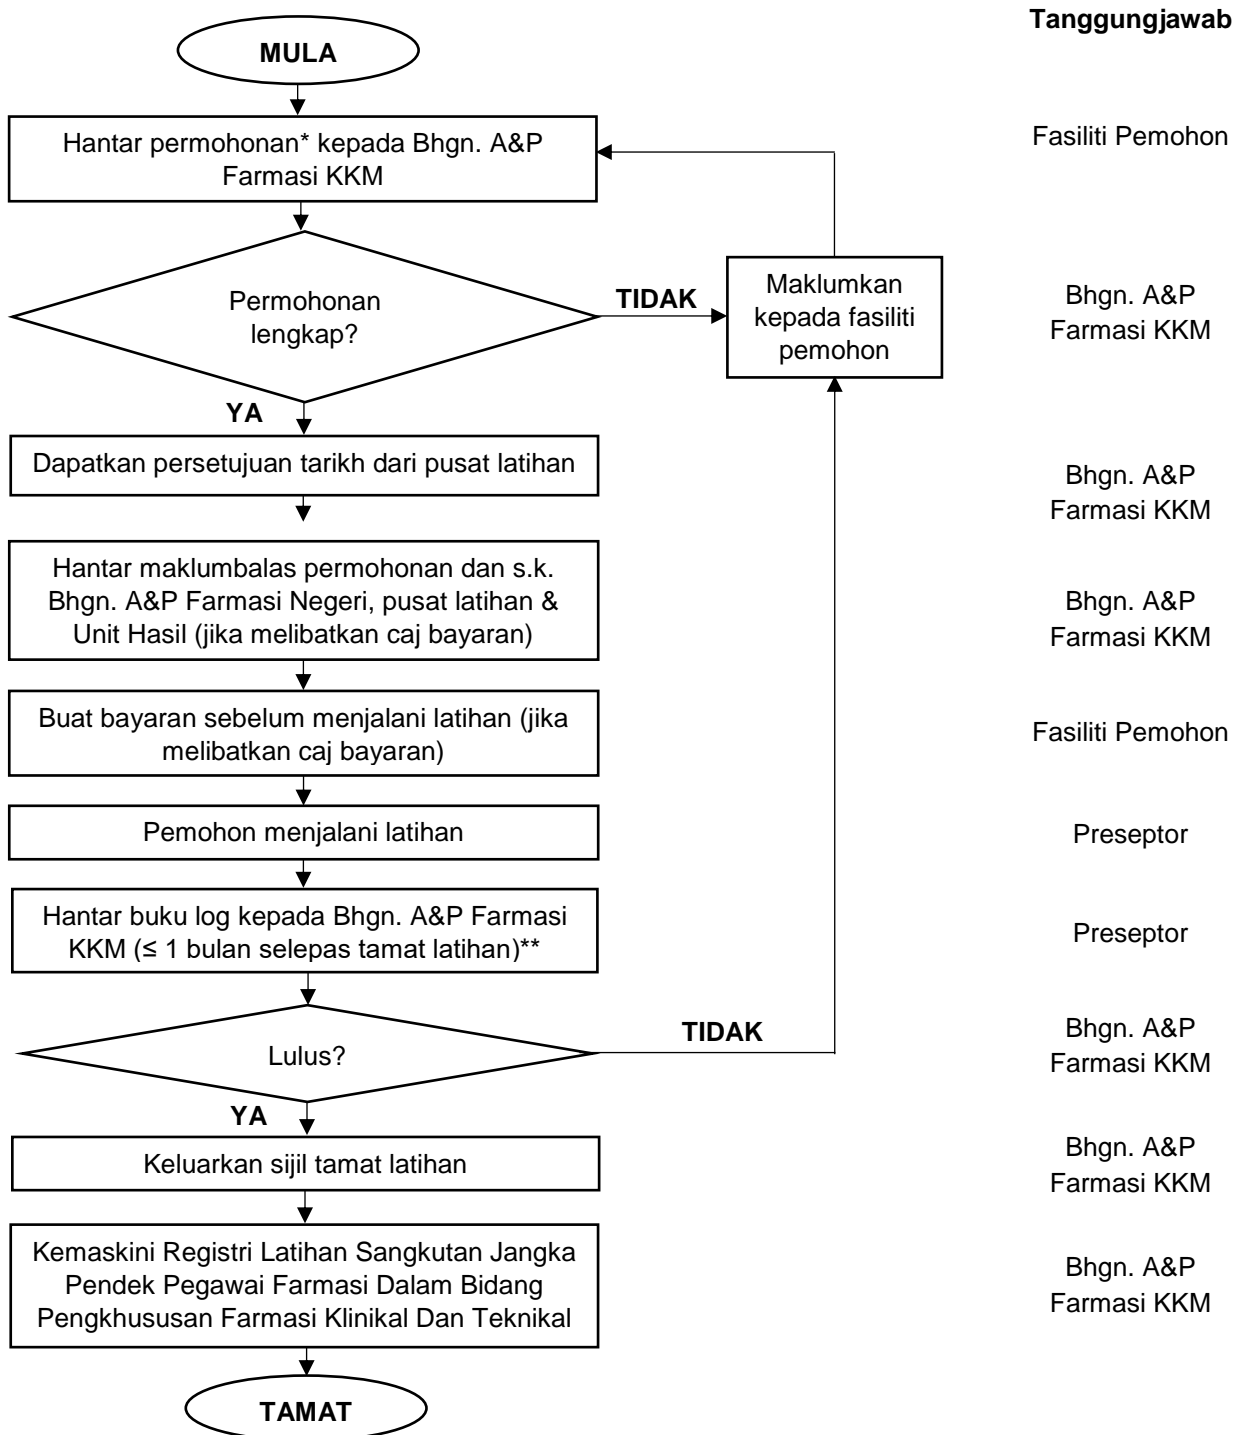 Tanggungjawab
MULA
Hantar permohonan* kepada Bhgn. A&P
Farmasi KKM
Fasiliti Pemohon
Permohonan
lengkap?
TIDAK
Maklumkan
kepada fasiliti
pemohon
Bhgn. A&P
Farmasi KKM
YA
Dapatkan persetujuan tarikh dari pusat latihan
Bhgn. A&P
Farmasi KKM
Hantar maklumbalas permohonan dan s.k.
Bhgn. A&P Farmasi Negeri, pusat latihan &
Unit Hasil (jika melibatkan caj bayaran)
Bhgn. A&P
Farmasi KKM
Buat bayaran sebelum menjalani latihan (jika
melibatkan caj bayaran)
Fasiliti Pemohon
Pemohon menjalani latihan
Preseptor
Hantar buku log kepada Bhgn. A&P Farmasi
KKM (≤ 1 bulan selepas tamat latihan)**
Preseptor
Lulus?
TIDAK
Bhgn. A&P
Farmasi KKM
YA
Keluarkan sijil tamat latihan
Bhgn. A&P
Farmasi KKM
Kemaskini Registri Latihan Sangkutan Jangka
Pendek Pegawai Farmasi Dalam Bidang
Pengkhususan Farmasi Klinikal Dan Teknikal
Bhgn. A&P
Farmasi KKM
TAMAT